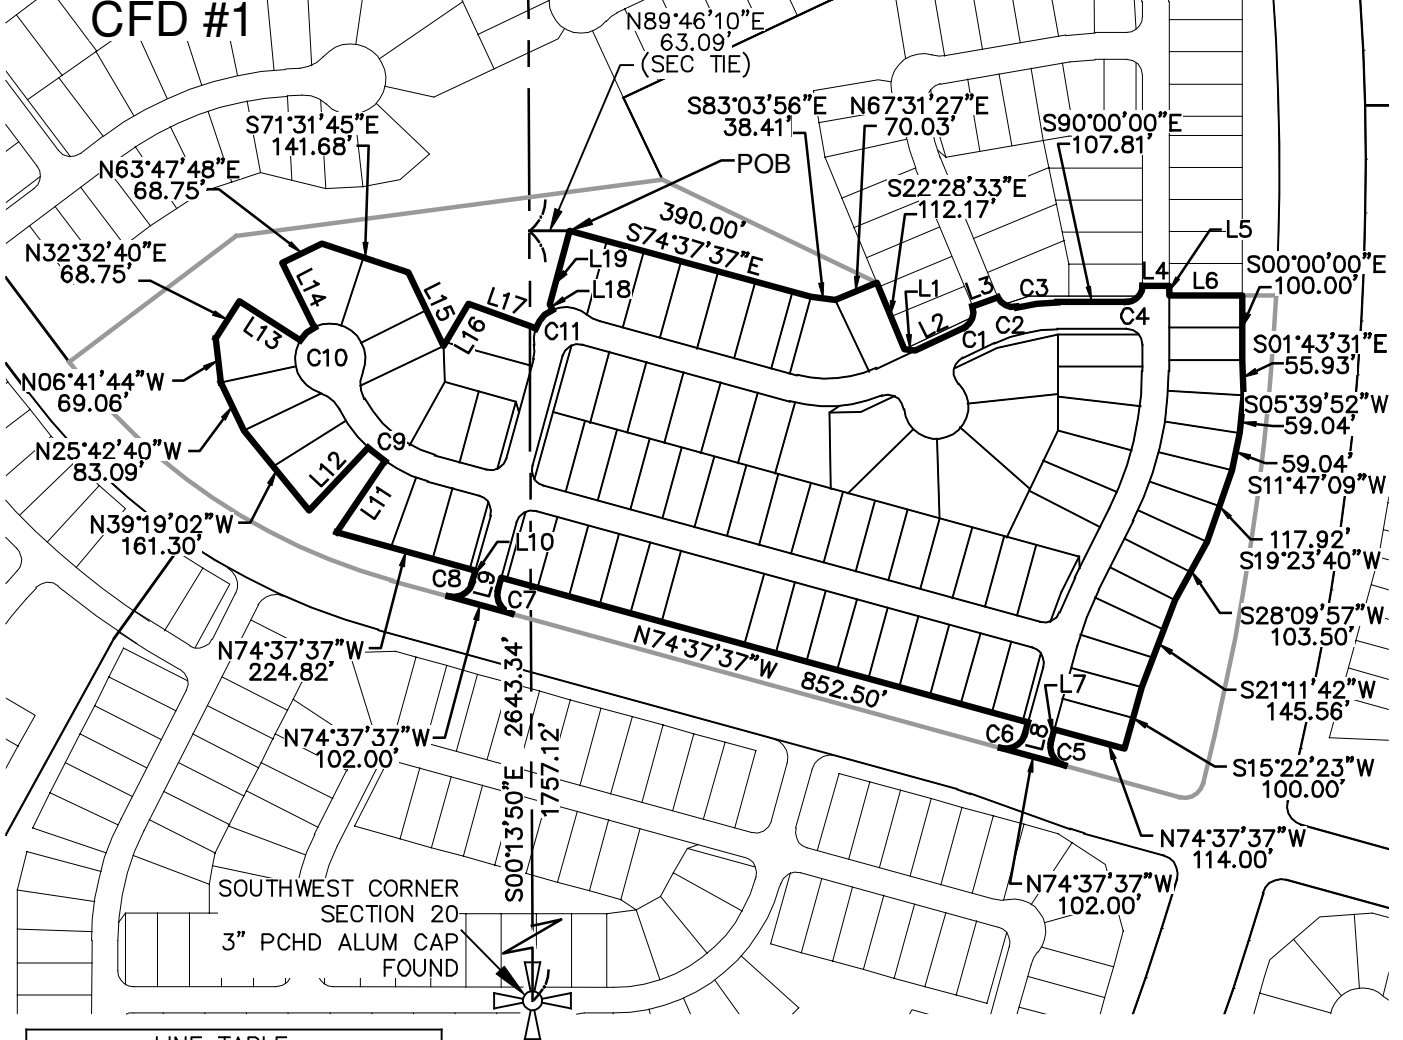 CFD #1
N89°46'10"E
63.09'
(SEC TIE)
S71°31'45"E
141.68'
S83°03'56"E
38.41'
N67°31'27"E
70.03'
S90°00'00"E
107.81'
N63°47'48"E
68.75'
POB
S22°28'33"E
112.17'
390.00'
S74°37'37"E
L5
N32°32'40"E
68.75'
L14
L15
L17
L19
L18
L1
L3
C3
L4
L6
S00°00'00"E
100.00'
L13
L16
C11
L2
C1
C2
C4
C10
S01°43'31"E
55.93'
N06°41'44"W
69.06'
S05°39'52"W
59.04'
N25°42'40"W
83.09'
C9
L12
L11
59.04'
S11°47'09"W
N39°19'02"W
161.30'
L10
117.92'
S19°23'40"W
C8
L9
C7
S28°09'57"W
103.50'
N74°37'37"W
224.82'
N74°37'37"W
852.50'
L7
S21°11'42"W
145.56'
N74°37'37"W
102.00'
C6
L8
C5
S15°22'23"W
100.00'
S00°13'50"E 2643.34'
1757.12'
N74°37'37"W
114.00'
N74°37'37"W
102.00'
SOUTHWEST CORNER
SECTION 20
3" PCHD ALUM CAP
FOUND
LINE TABLE